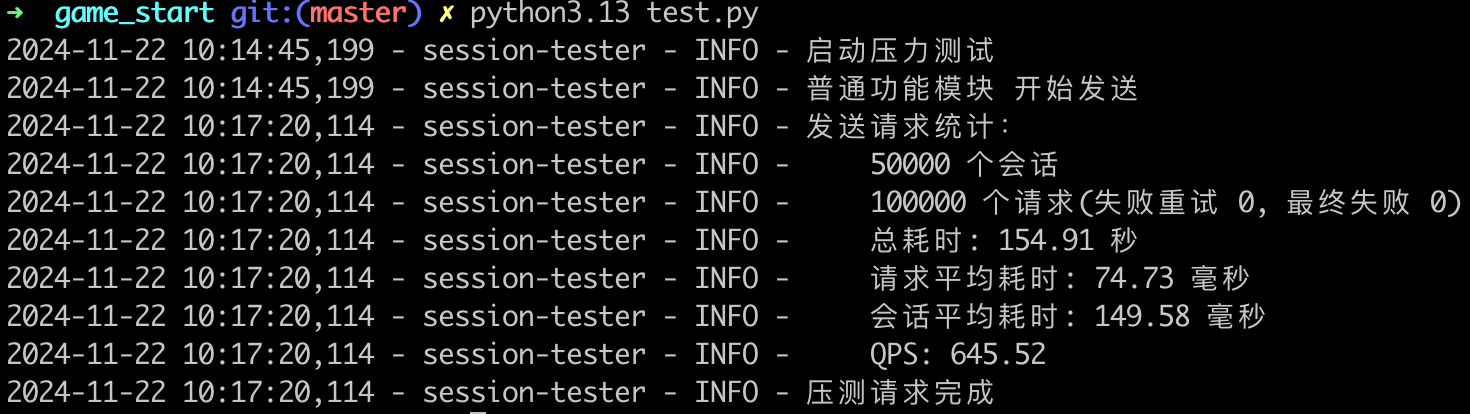 ➜  game_start git:(master) ✗ python3.13 test.py
2024-11-22 10:14:45,199 - session-tester - INFO - 启动压力测试
2024-11-22 10:14:45,199 - session-tester - INFO - 普通功能模块 开始发送
2024-11-22 10:17:20,114 - session-tester - INFO - 发送请求统计:
2024-11-22 10:17:20,114 - session-tester - INFO -     50000 个会话
2024-11-22 10:17:20,114 - session-tester - INFO -     100000 个请求(失败重试 0, 最终失败 0)
2024-11-22 10:17:20,114 - session-tester - INFO -     总耗时: 154.91 秒
2024-11-22 10:17:20,114 - session-tester - INFO -     请求平均耗时: 74.73 毫秒
2024-11-22 10:17:20,114 - session-tester - INFO -     会话平均耗时: 149.58 毫秒
2024-11-22 10:17:20,114 - session-tester - INFO -     QPS: 645.52
2024-11-22 10:17:20,114 - session-tester - INFO - 压测请求完成